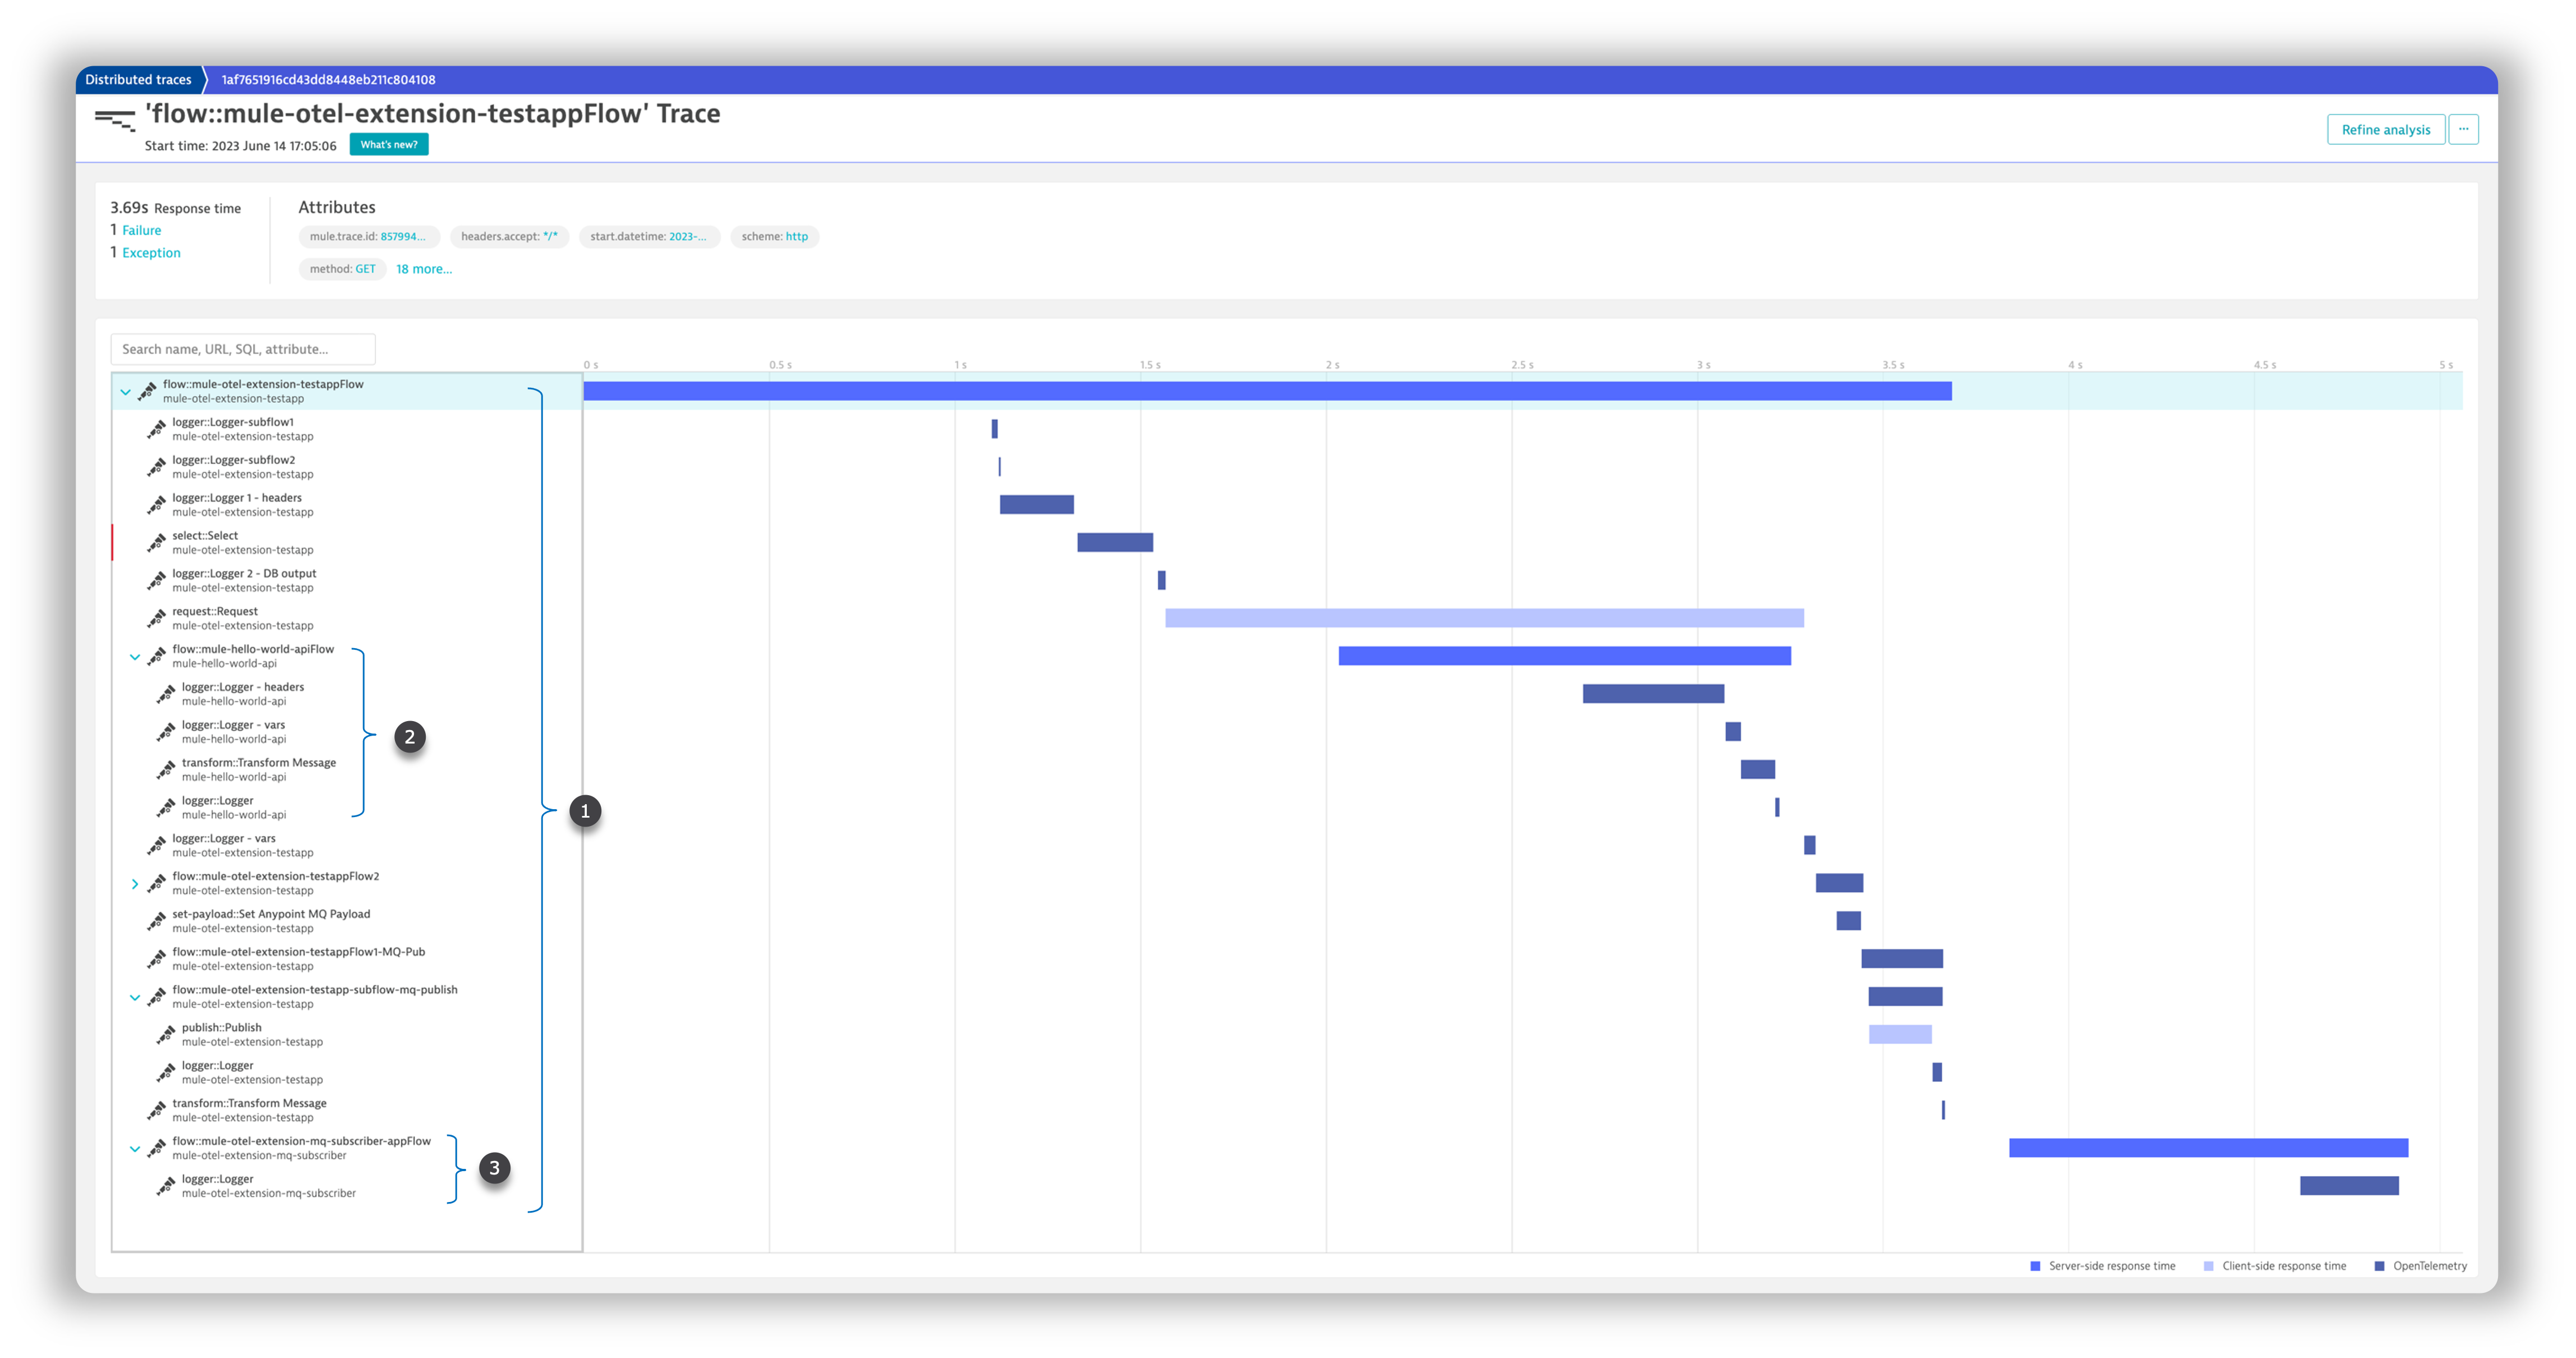 Distributed traces 1af7651916cd43dd8448eb211c804108
'flow::mule-otel-extension-testappFlow' Trace
Start time: 2023 June 14 17:05:06 What's new?
Refine analysis ...
3.69s Response time
1 Failure
1 Exception
Attributes
mule.trace.id: 857994... headers.accept: */* start.datetime: 2023-... scheme: http
method: GET 18 more...
Search name, URL, SQL, attribute...
0 s 0.5 s 1 s 1.5 s 2 s 2.5 s 3 s 3.5 s 4 s 4.5 s 5 s
flow::mule-otel-extension-testappFlow
mule-otel-extension-testapp
logger::Logger-subflow1
mule-otel-extension-testapp
logger::Logger-subflow2
mule-otel-extension-testapp
logger::Logger 1 - headers
mule-otel-extension-testapp
select::Select
mule-otel-extension-testapp
logger::Logger 2 - DB output
mule-otel-extension-testapp
request::Request
mule-otel-extension-testapp
flow::mule-hello-world-apiFlow
mule-hello-world-api
logger::Logger - headers
mule-hello-world-api
logger::Logger - vars
mule-hello-world-api
2
transform::Transform Message
mule-hello-world-api
logger::Logger
mule-hello-world-api
1
logger::Logger - vars
mule-otel-extension-testapp
flow::mule-otel-extension-testappFlow2
mule-otel-extension-testapp
set-payload::Set Anypoint MQ Payload
mule-otel-extension-testapp
flow::mule-otel-extension-testappFlow1-MQ-Pub
mule-otel-extension-testapp
flow::mule-otel-extension-testapp-subflow-mq-publish
mule-otel-extension-testapp
publish::Publish
mule-otel-extension-testapp
logger::Logger
mule-otel-extension-testapp
transform::Transform Message
mule-otel-extension-testapp
flow::mule-otel-extension-mq-subscriber-appFlow
mule-otel-extension-mq-subscriber
3
logger::Logger
mule-otel-extension-mq-subscriber
Server-side response time Client-side response time OpenTelemetry